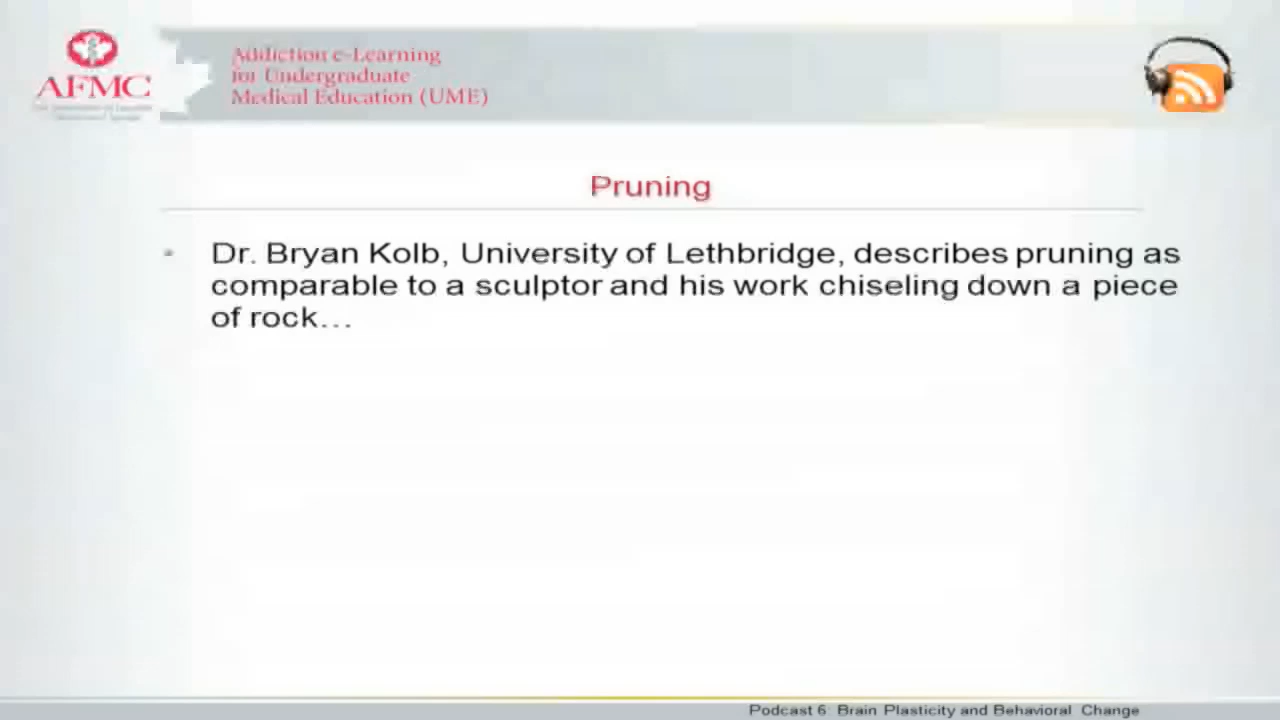 AFMC
Addiction e-Learning
for Undergraduate
Medical Education (UME)
Pruning
• Dr. Bryan Kolb, University of Lethbridge, describes pruning as
comparable to a sculptor and his work chiseling down a piece
of rock…
Podcast 6: Brain Plasticity and Behavioral Change